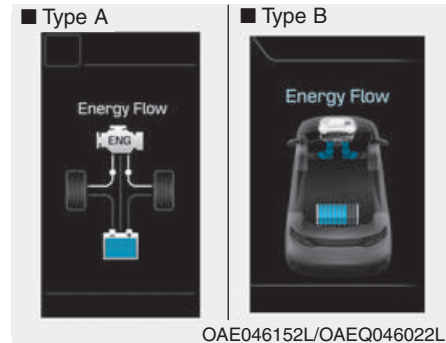 ■ Type A
■ Type B
Energy Flow
ENG
Energy Flow
OAE046152L/OAEQ046022L